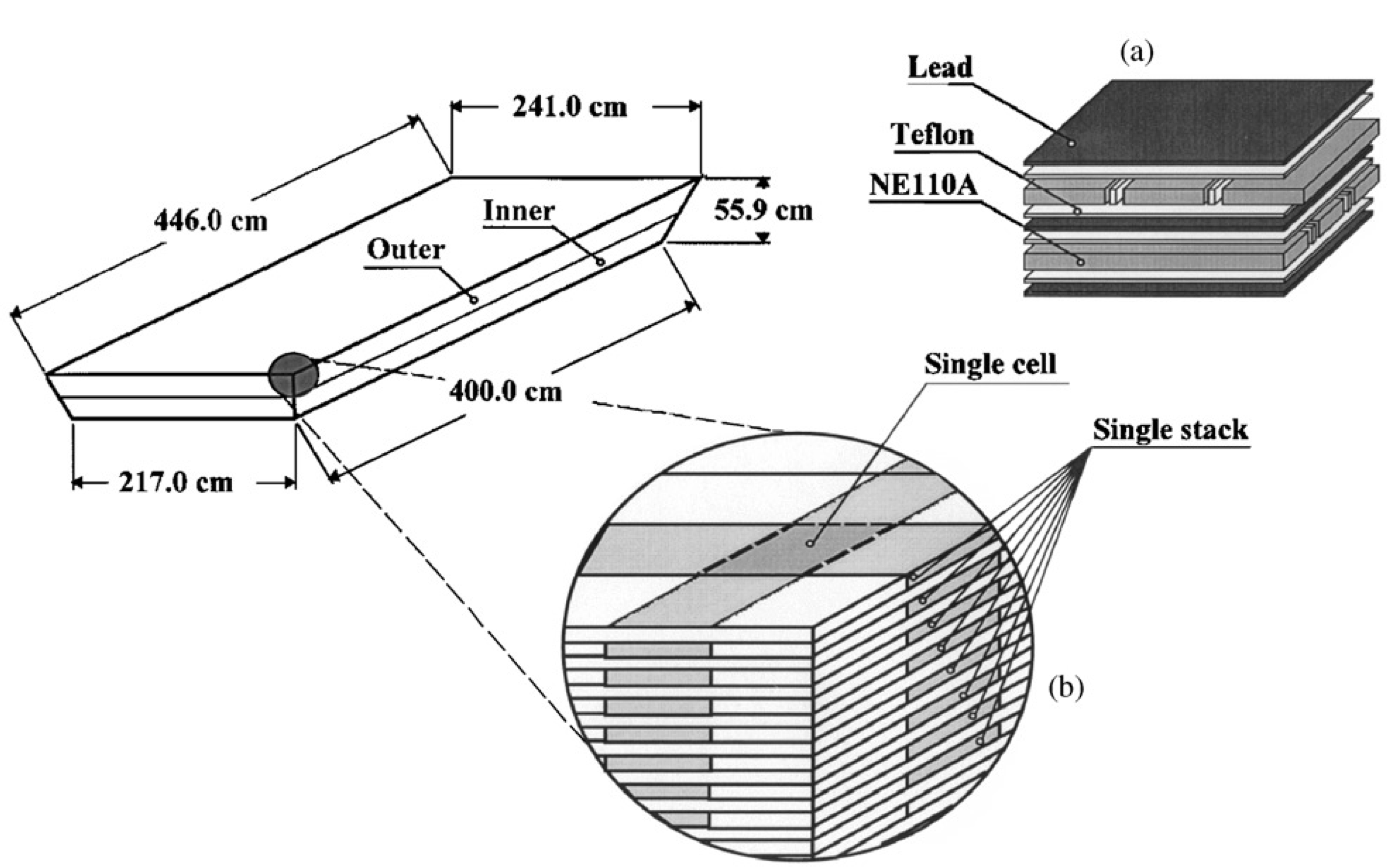 (a)
Lead
Teflon
NE110A
241.0 cm
446.0 cm
Inner
55.9 cm
Outer
400.0 cm
217.0 cm
Single cell
Single stack
(b)